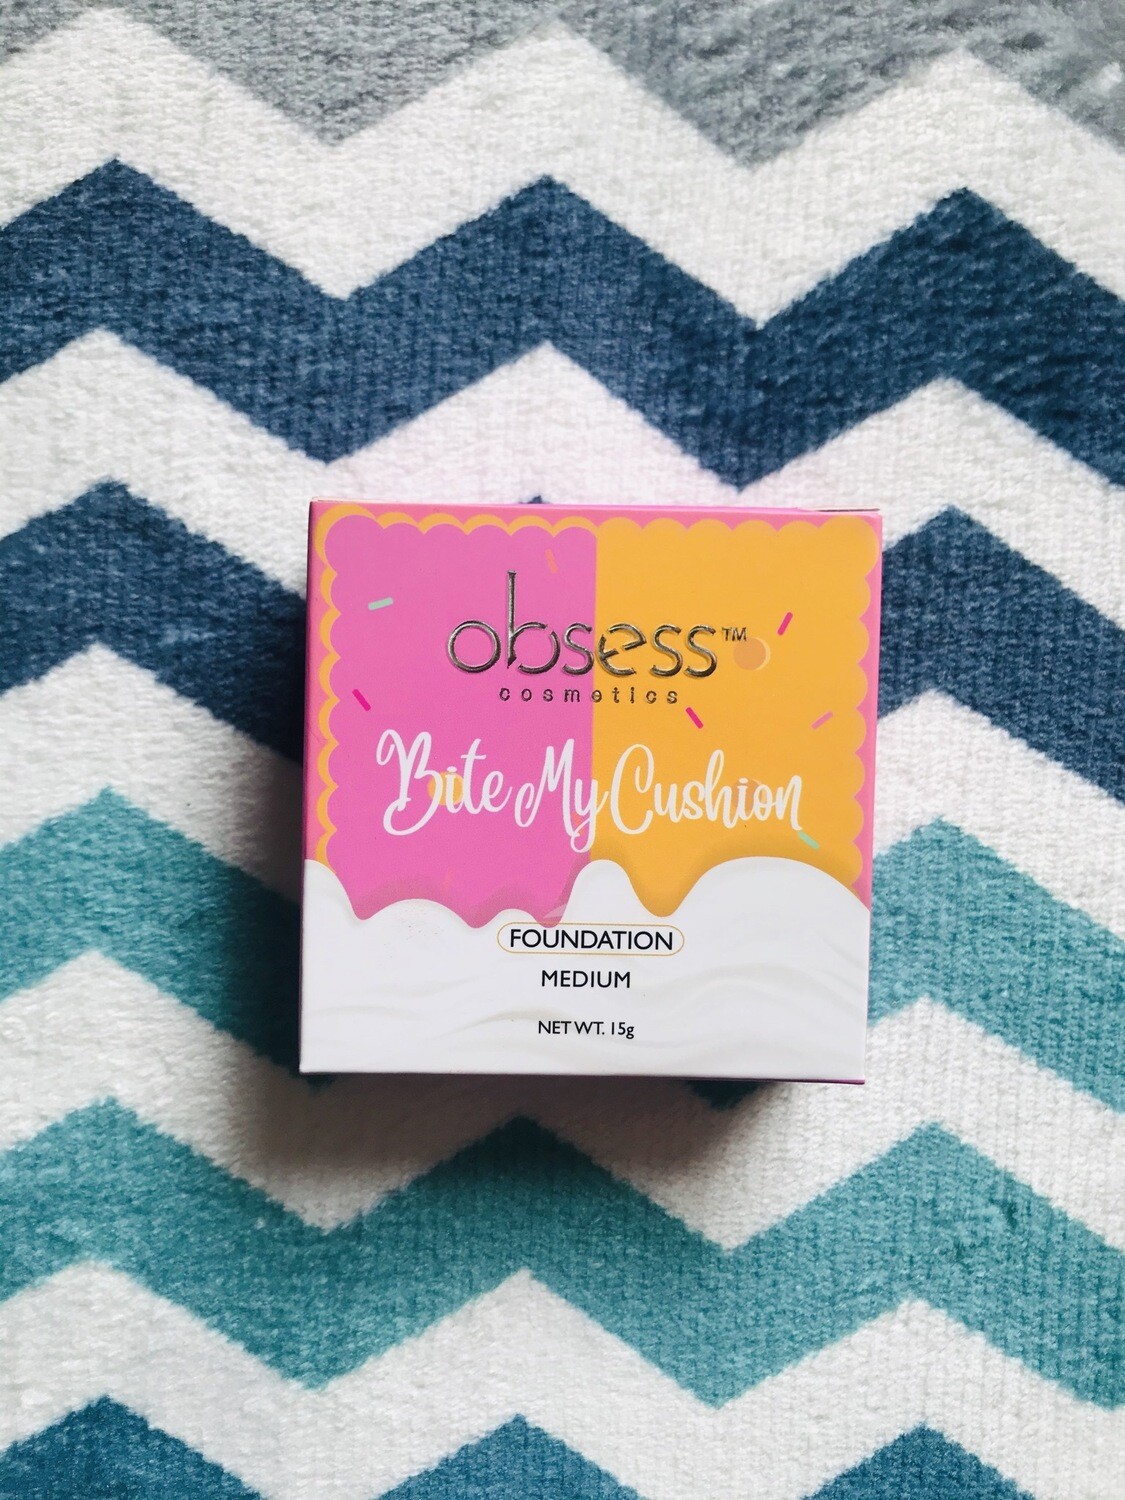 obsess™
cosmetics
Bite My Cushion
FOUNDATION
MEDIUM
NET WT. 15g